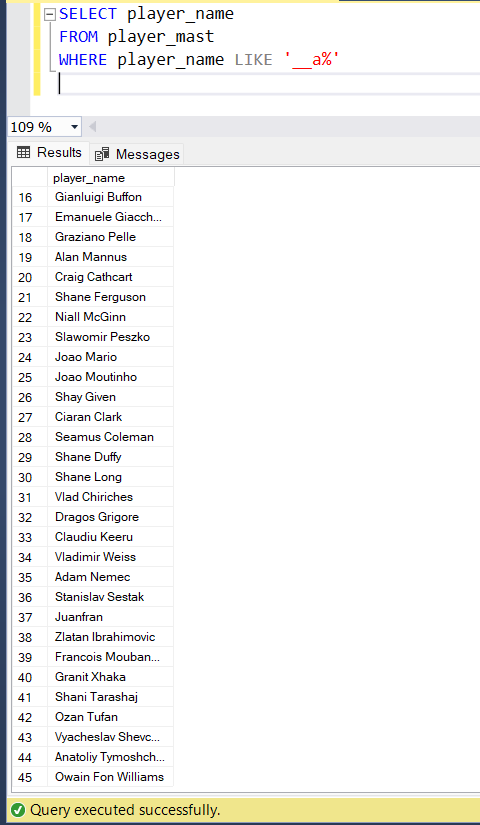 SELECT player_name
FROM player_mast
WHERE player_name LIKE '__a%'
109 %
Results Messages
player_name
16 Gianluigi Buffon
17 Emanuele Giacch...
18 Graziano Pelle
19 Alan Mannus
20 Craig Cathcart
21 Shane Ferguson
22 Niall McGinn
23 Slawomir Peszko
24 Joao Mario
25 Joao Moutinho
26 Shay Given
27 Ciaran Clark
28 Seamus Coleman
29 Shane Duffy
30 Shane Long
31 Vlad Chiriches
32 Dragos Grigore
33 Claudiu Keeru
34 Vladimir Weiss
35 Adam Nemec
36 Stanislav Sestak
37 Juanfran
38 Zlatan Ibrahimovic
39 Francois Mouban...
40 Granit Xhaka
41 Shani Tarashaj
42 Ozan Tufan
43 Vyacheslav Shevc...
44 Anatoliy Tymoshch...
45 Owain Fon Williams
Query executed successfully.